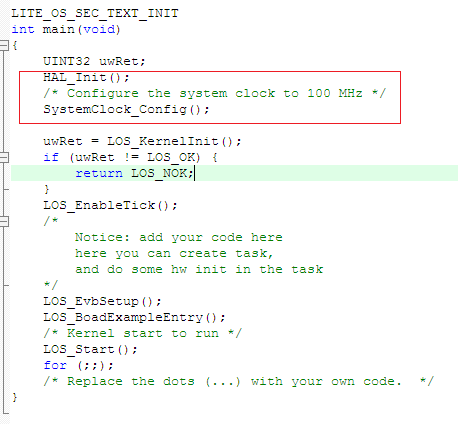 LITE_OS_SEC_TEXT_INIT
int main(void)
{
UINT32 uwRet;
HAL_Init();
/* Configure the system clock to 100 MHz */
SystemClock_Config();
uwRet = LOS_KernelInit();
if (uwRet != LOS_OK) {
return LOS_NOK;
}
LOS_EnableTick();
/*
Notice: add your code here
here you can create task,
and do some hw init in the task
*/
LOS_EvbSetup();
LOS_BoadExampleEntry();
/* Kernel start to run */
LOS_Start();
for (;;);
/* Replace the dots (...) with your own code.  */
}